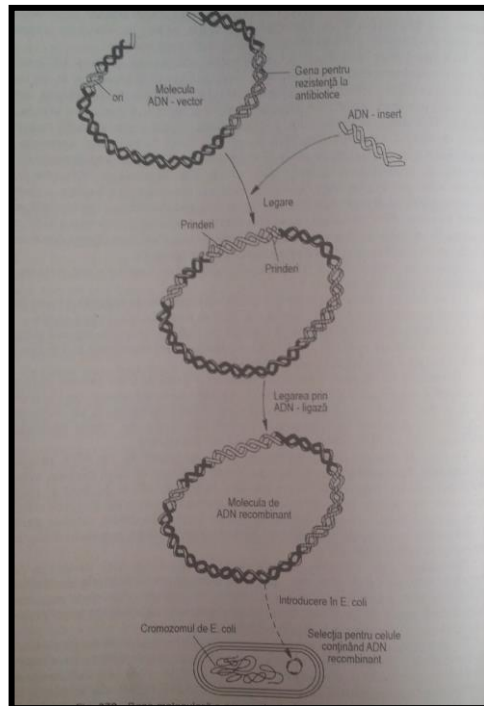 ori
Molecula
ADN - vector
Gena pentru
rezistență la
antibiotice
ADN - insert
Legare
Prinderi
Prinderi
Legarea prin
ADN - ligază
Molecula de
ADN recombinant
Introducere în E. coli
Cromozomul de E. coli
Selecția pentru celule
conținând ADN
recombinant